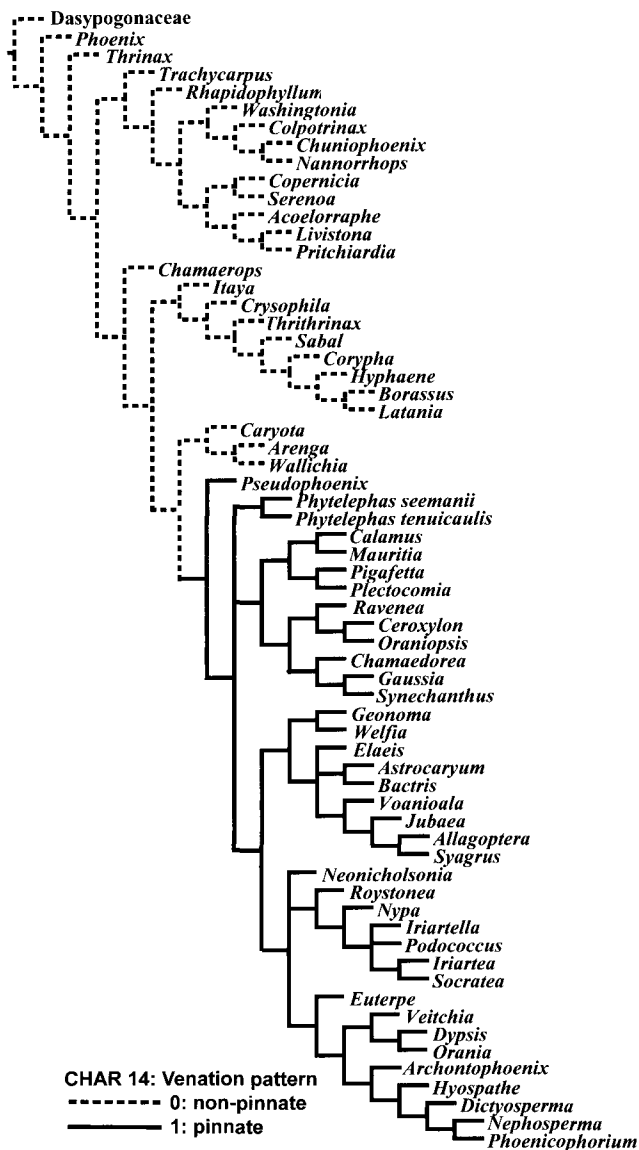 Dasypogonaceae
Phoenix
Thrinax
Trachycarpus
Rhapidophyllum
Washingtonia
Colpotrinax
Chuniophoenix
Nannorrhops
Copernicia
Serenoa
Acoelorraphe
Livistona
Pritchardia
Chamaerops
Itaya
Crysophila
Thrithrinax
Sabal
Corypha
Hyphaene
Borassus
Latania
Caryota
Arenga
Wallichia
Pseudophoenix
Phytelephas seemanii
Phytelephas tenuicaulis
Calamus
Mauritia
Pigafetta
Plectocomia
Ravenea
Ceroxylon
Oraniopsis
Chamaedorea
Gaussia
Synechanthus
Geonoma
Welfia
Elaeis
Astrocaryum
Bactris
Voanioala
Jubaea
Allagoptera
Syagrus
Neonicholsonia
Roystonea
Nypa
Iriartella
Podococcus
Iriartea
Socratea
Euterpe
Veitchia
Dypsis
Orania
Archontophoenix
Hyospathe
Dictyosperma
Nephosperma
Phoenicophorium
CHAR 14: Venation pattern
0: non-pinnate
1: pinnate